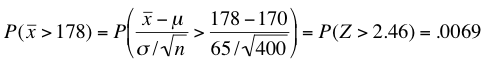 P(x̄ > 178) = P( (x̄ − μ)/(σ/√n) > (178 − 170)/(65/√400) ) = P(Z > 2.46) = .0069